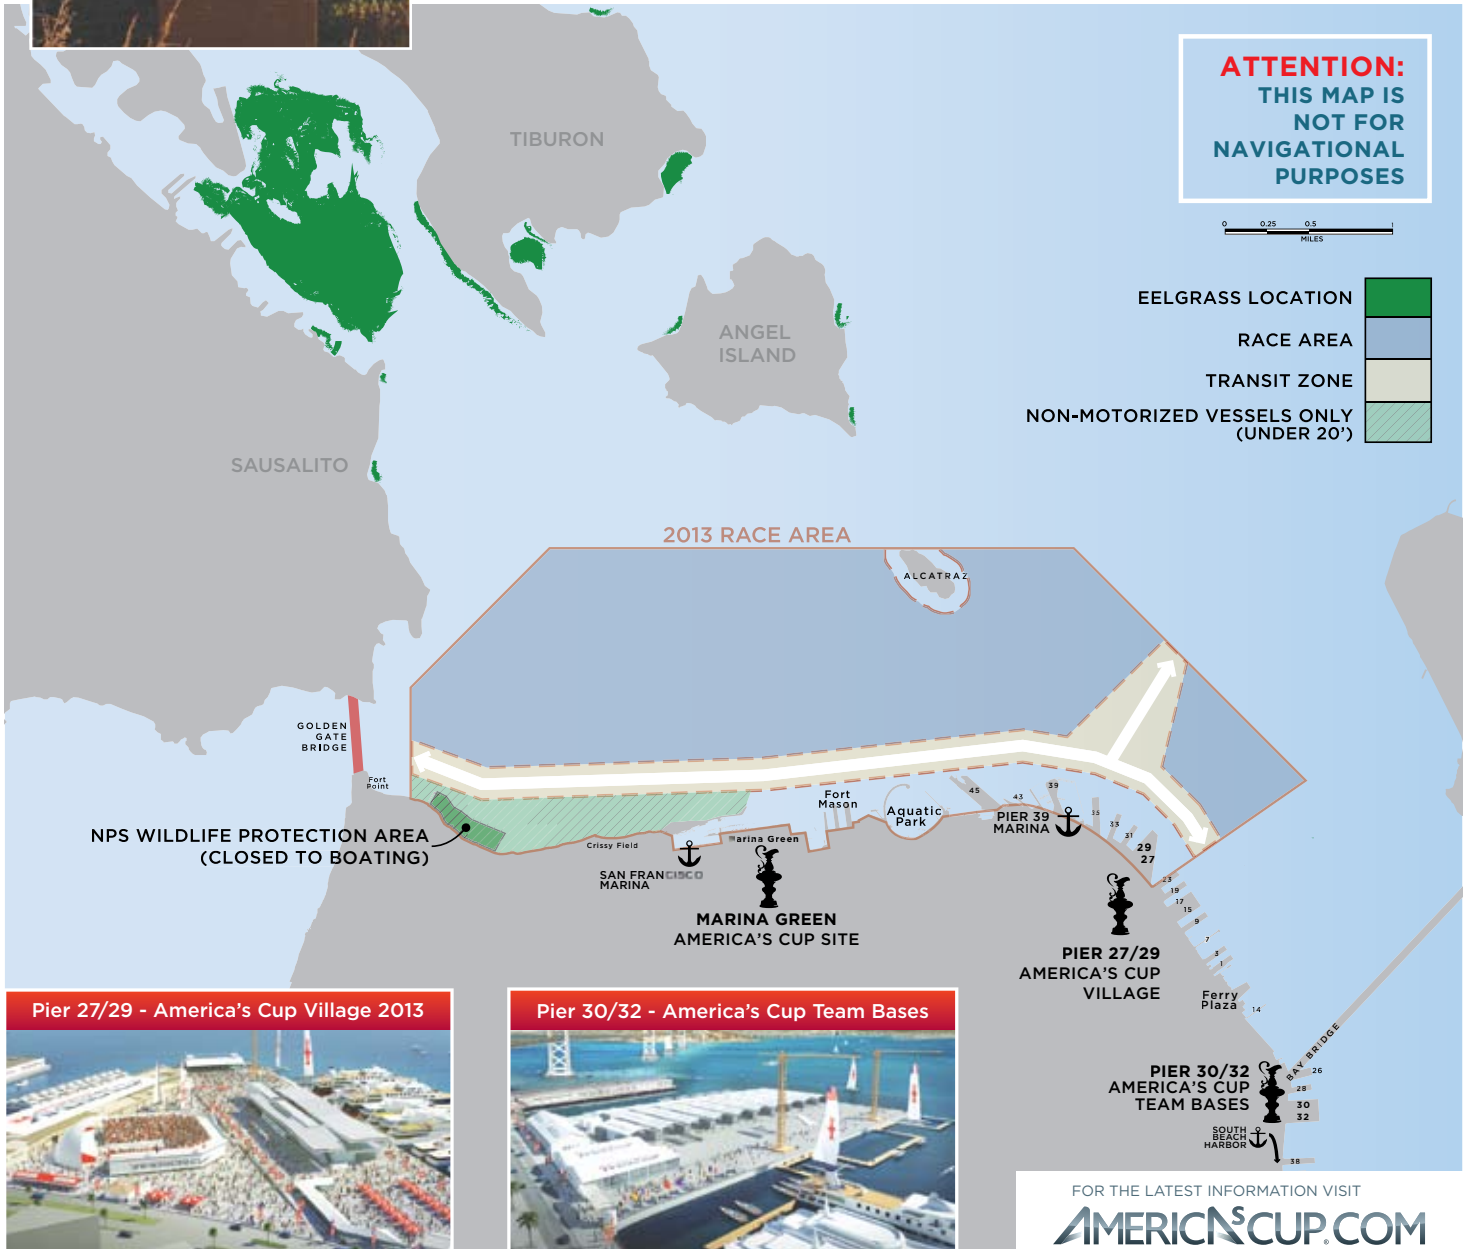 ATTENTION:
THIS MAP IS
NOT FOR
NAVIGATIONAL
PURPOSES
0 0.25 0.5 1
MILES
EELGRASS LOCATION
RACE AREA
TRANSIT ZONE
NON-MOTORIZED VESSELS ONLY
(UNDER 20')
TIBURON
ANGEL
ISLAND
SAUSALITO
2013 RACE AREA
ALCATRAZ
GOLDEN
GATE
BRIDGE
Fort
Point
NPS WILDLIFE PROTECTION AREA
(CLOSED TO BOATING)
Crissy Field
SAN FRANCISCO
MARINA
Marina Green
MARINA GREEN
AMERICA'S CUP SITE
Fort
Mason
Aquatic
Park
45
43
39
PIER 39
MARINA
35
33
31
29
27
23
19
17
15
9
7
3
1
PIER 27/29
AMERICA'S CUP
VILLAGE
Ferry
Plaza
14
BAY BRIDGE
PIER 30/32
AMERICA'S CUP
TEAM BASES
26
28
30
32
SOUTH
BEACH
HARBOR
38
Pier 27/29 - America's Cup Village 2013
Pier 30/32 - America's Cup Team Bases
FOR THE LATEST INFORMATION VISIT
AMERICASCUP.COM